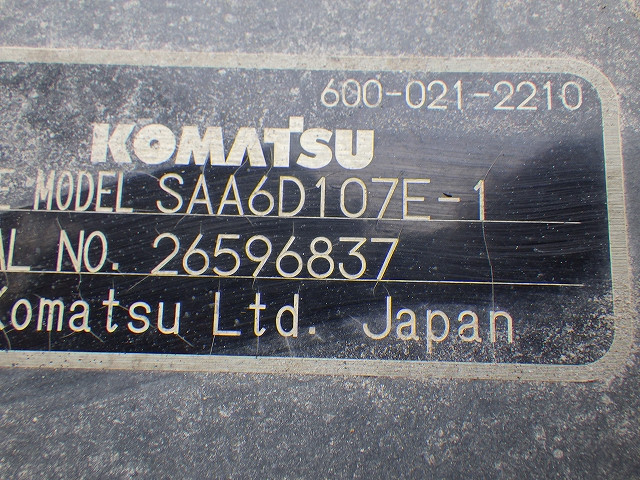 600-021-2210
KOMATSU
E MODEL SAA6D107E-1
AL NO. 26596837
Komatsu Ltd. Japan